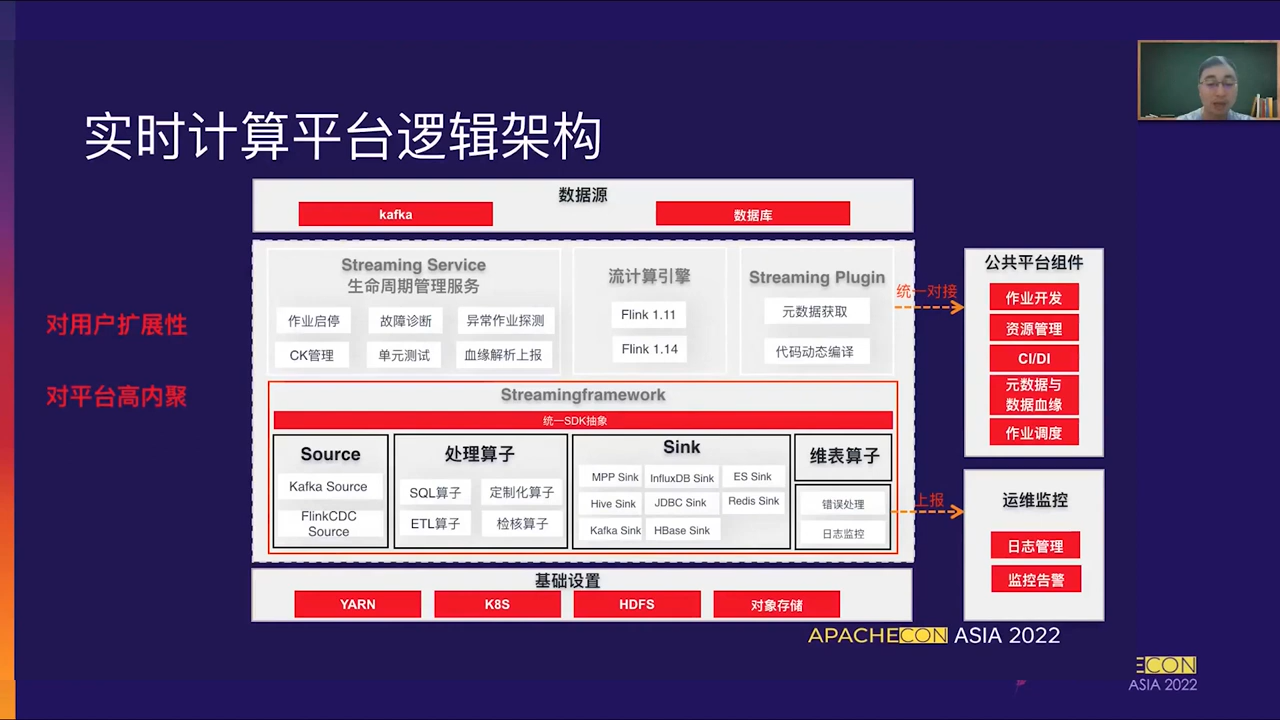 实时计算平台逻辑架构
对用户扩展性
对平台高内聚
数据源
kafka
数据库
Streaming Service
生命周期管理服务
作业启停
故障诊断
异常作业探测
CK管理
单元测试
血缘解析上报
流计算引擎
Flink 1.11
Flink 1.14
Streaming Plugin
元数据获取
代码动态编译
Streamingframework
统一SDK抽象
Source
Kafka Source
FlinkCDC
Source
处理算子
SQL算子
定制化算子
ETL算子
检核算子
Sink
MPP Sink
InfluxDB Sink
ES Sink
Hive Sink
JDBC Sink
Redis Sink
Kafka Sink
HBase Sink
维表算子
错误处理
日志监控
基础设置
YARN
K8S
HDFS
对象存储
统一对接
上报
公共平台组件
作业开发
资源管理
CI/DI
元数据与
数据血缘
作业调度
运维监控
日志管理
监控告警
APACHECON ASIA 2022
ECON
ASIA 2022